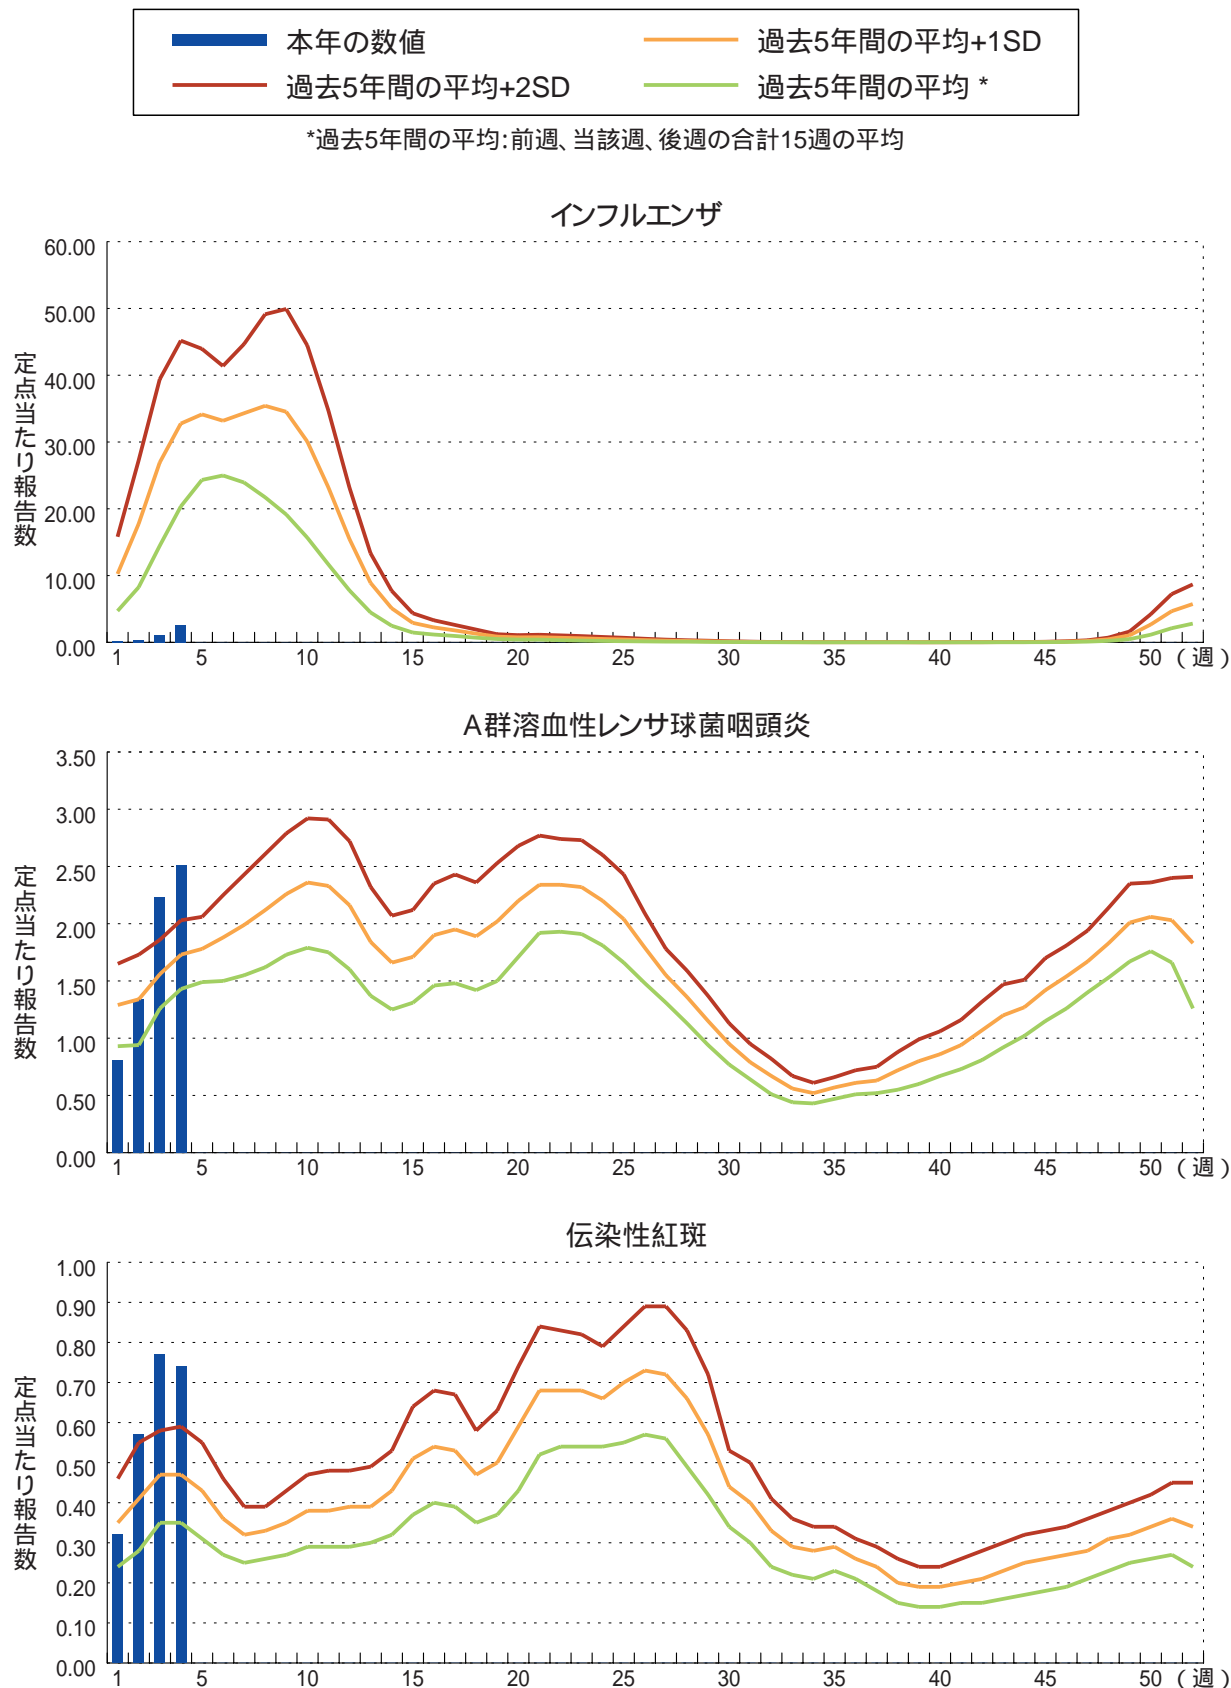 本年の数値
過去5年間の平均+1SD
過去5年間の平均+2SD
過去5年間の平均 *
*過去5年間の平均:前週、当該週、後週の合計15週の平均
インフルエンザ
定点当たり報告数
60.00
50.00
40.00
30.00
20.00
10.00
0.00
1 5 10 15 20 25 30 35 40 45 50 (週)
A群溶血性レンサ球菌咽頭炎
定点当たり報告数
3.50
3.00
2.50
2.00
1.50
1.00
0.50
0.00
1 5 10 15 20 25 30 35 40 45 50 (週)
伝染性紅斑
定点当たり報告数
1.00
0.90
0.80
0.70
0.60
0.50
0.40
0.30
0.20
0.10
0.00
1 5 10 15 20 25 30 35 40 45 50 (週)